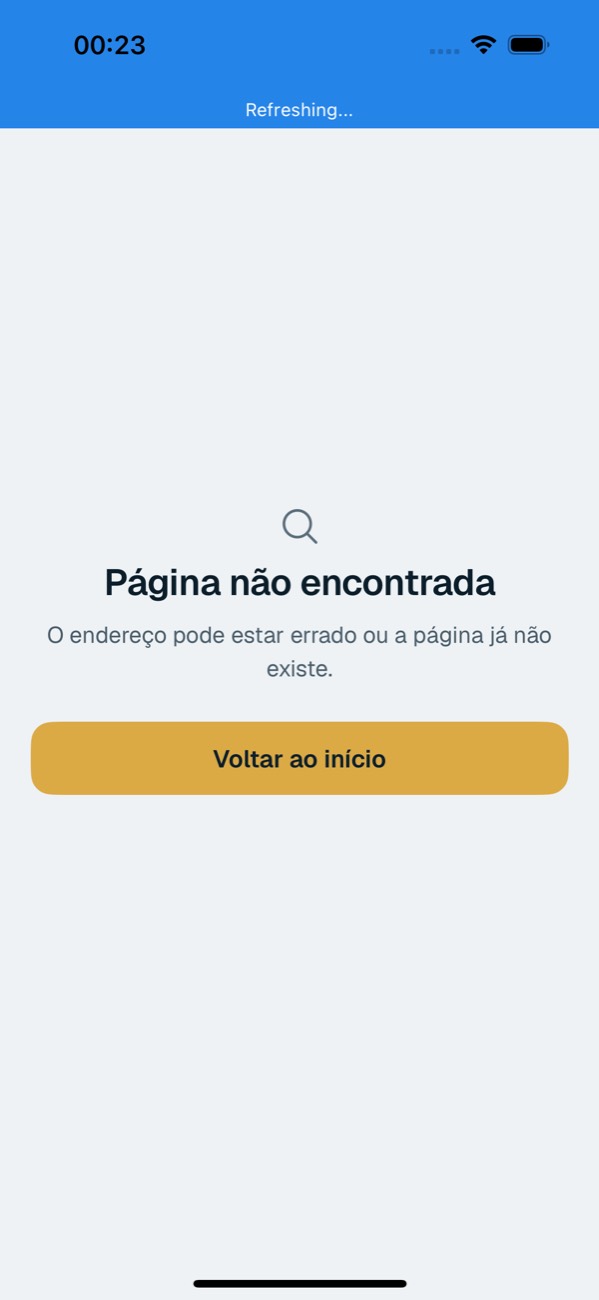 00:23
Refreshing...
Página não encontrada
O endereço pode estar errado ou a página já não
existe.
Voltar ao início